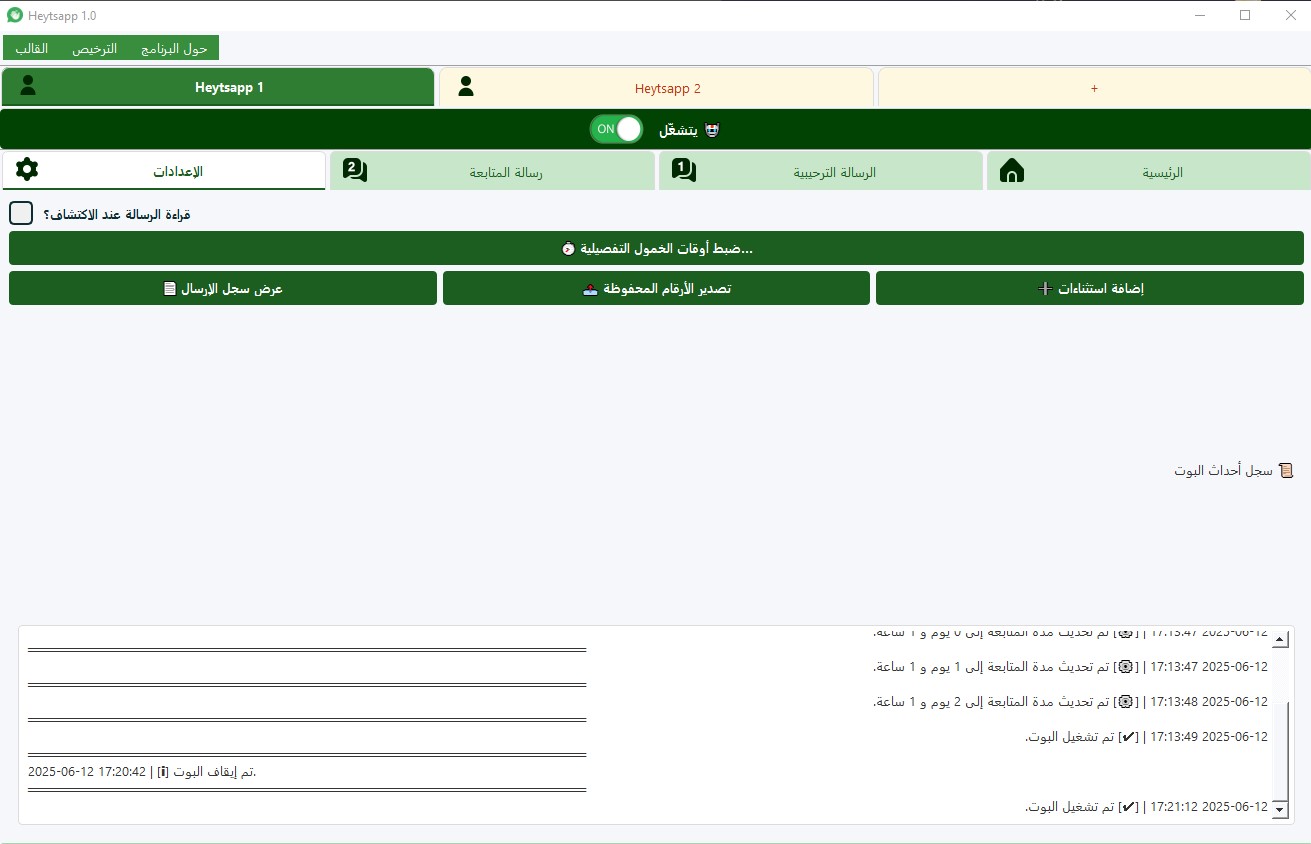 Heytsapp 1.0
القالب الترخيص حول البرنامج
Heytsapp 1
Heytsapp 2
+
ON
يتشغّل
الإعدادات
رسالة المتابعة
2
الرسالة الترحيبية
1
الرئيسية
قراءة الرسالة عند الاكتشاف؟
...ضبط أوقات الخمول التفصيلية
عرض سجل الإرسال
تصدير الأرقام المحفوظة
إضافة استثناءات
سجل أحداث البوت
2025-06-12 17:13:47 | [⚙] تم تحديث مدة المتابعة إلى 0 يوم و 1 ساعة.
2025-06-12 17:13:47 | [⚙] تم تحديث مدة المتابعة إلى 1 يوم و 1 ساعة.
2025-06-12 17:13:48 | [⚙] تم تحديث مدة المتابعة إلى 2 يوم و 1 ساعة.
2025-06-12 17:13:49 | [✔] تم تشغيل البوت.
2025-06-12 17:20:42 | [ℹ] تم إيقاف البوت.
2025-06-12 17:21:12 | [✔] تم تشغيل البوت.